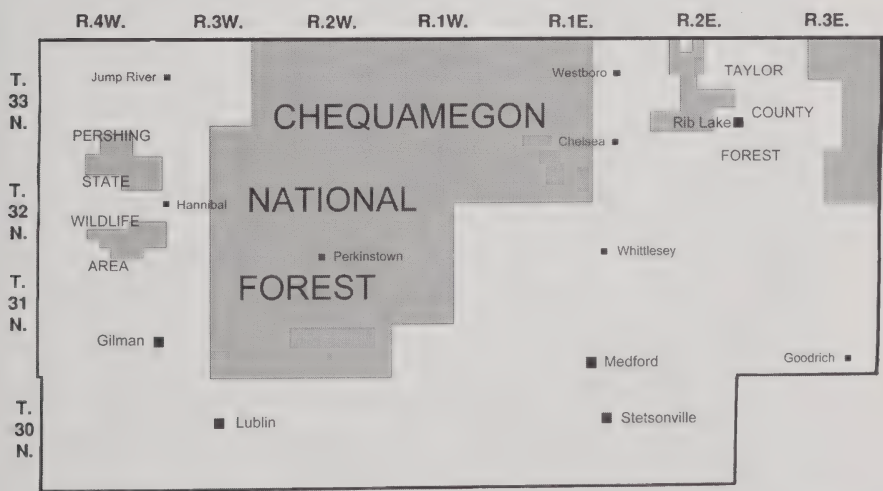 R.4W. R.3W. R.2W. R.1W. R.1E. R.2E. R.3E.
T.
33
N.
T.
32
N.
T.
31
N.
T.
30
N.
Jump River
Westboro
TAYLOR
COUNTY
FOREST
Rib Lake
CHEQUAMEGON
NATIONAL
FOREST
Chelsea
PERSHING
STATE
WILDLIFE
AREA
Hannibal
Perkinstown
Whittlesey
Gilman
Medford
Goodrich
Lublin
Stetsonville